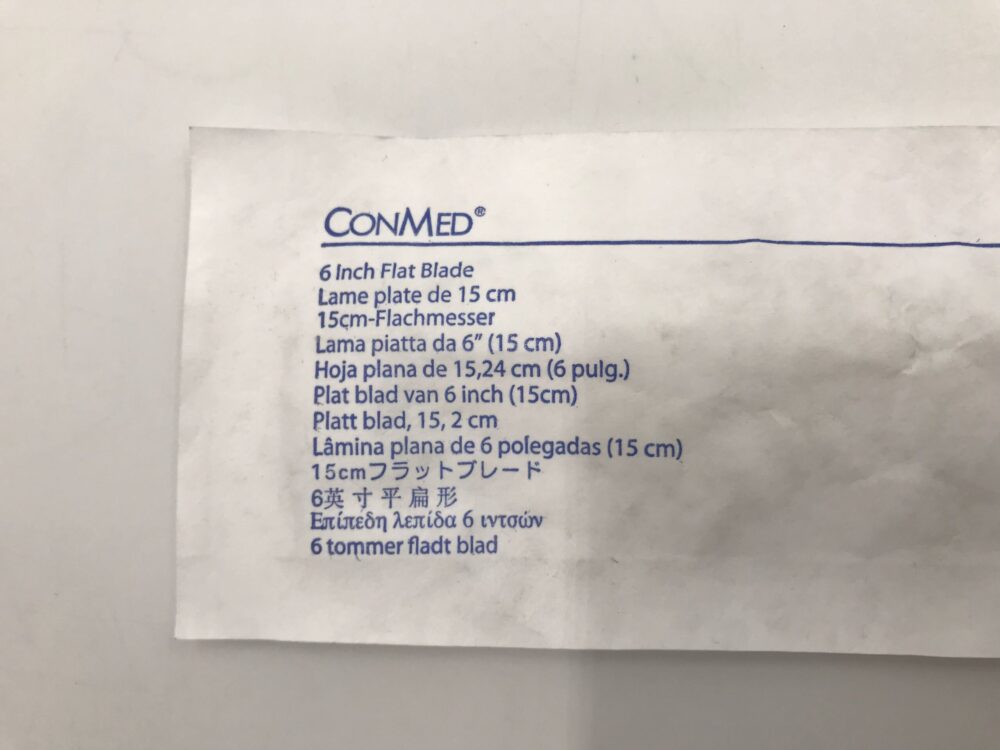 CONMED®
6 Inch Flat Blade
Lame plate de 15 cm
15cm-Flachmesser
Lama piatta da 6” (15 cm)
Hoja plana de 15,24 cm (6 pulg.)
Plat blad van 6 inch (15cm)
Platt blad, 15, 2 cm
Lâmina plana de 6 polegadas (15 cm)
15cmフラットブレード
6英寸平扁形
Επίπεδη λεπίδα 6 ιντσών
6 tommer fladt blad